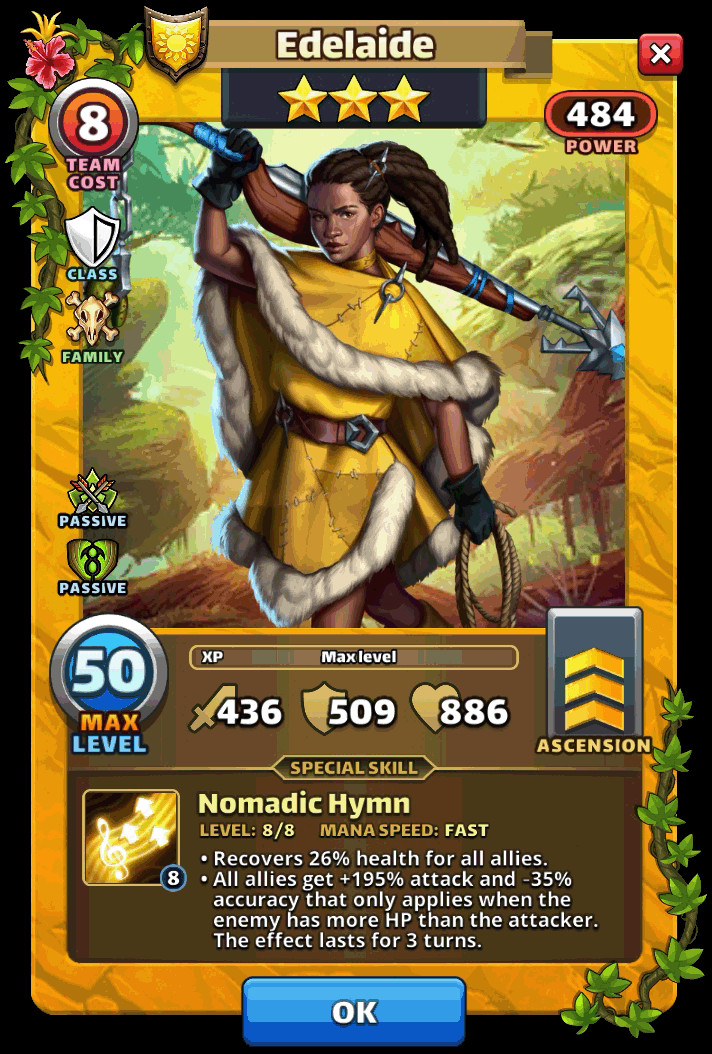 Edelaide
8
TEAM
COST
484
POWER
CLASS
FAMILY
PASSIVE
PASSIVE
50
MAX
LEVEL
XP Max level
436 509 886
ASCENSION
SPECIAL SKILL
Nomadic Hymn
LEVEL: 8/8 MANA SPEED: FAST
8
• Recovers 26% health for all allies.
• All allies get +195% attack and -35%
accuracy that only applies when the
enemy has more HP than the attacker.
The effect lasts for 3 turns.
OK